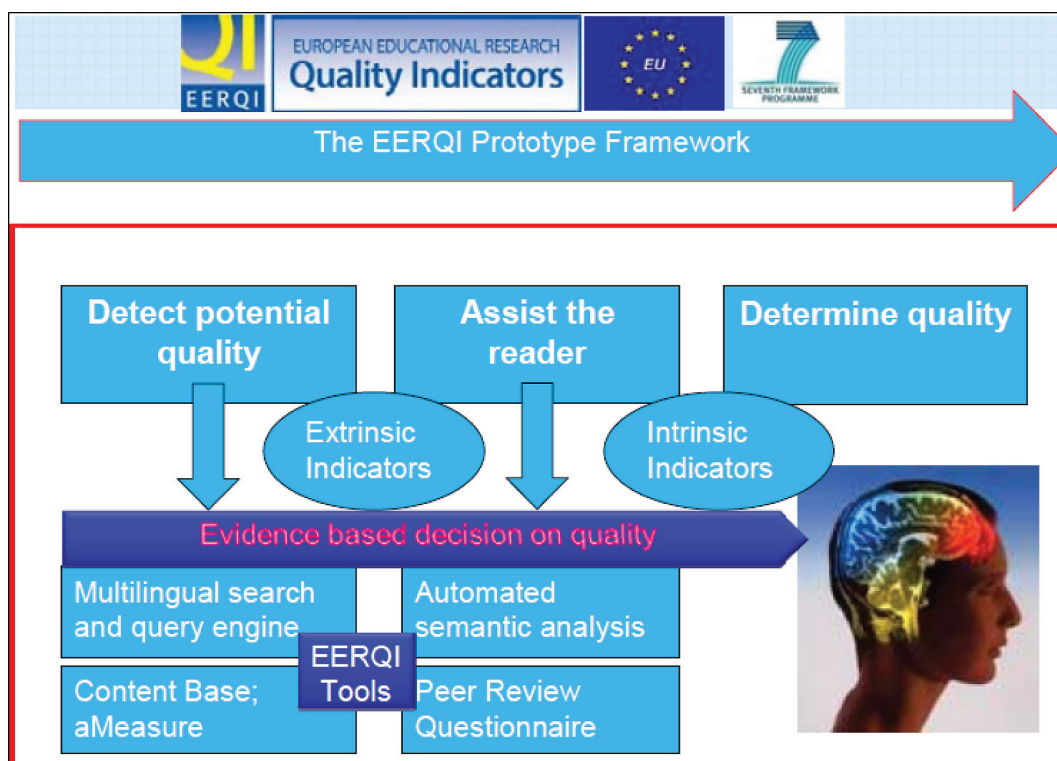 QI
EERQI
EUROPEAN EDUCATIONAL RESEARCH
Quality Indicators
EU
7
SEVENTH FRAMEWORK
PROGRAMME
The EERQI Prototype Framework
Detect potential
quality
Assist the
reader
Determine quality
Extrinsic
Indicators
Intrinsic
Indicators
Evidence based decision on quality
Multilingual search
and query engine
Automated
semantic analysis
EERQI
Tools
Content Base;
aMeasure
Peer Review
Questionnaire